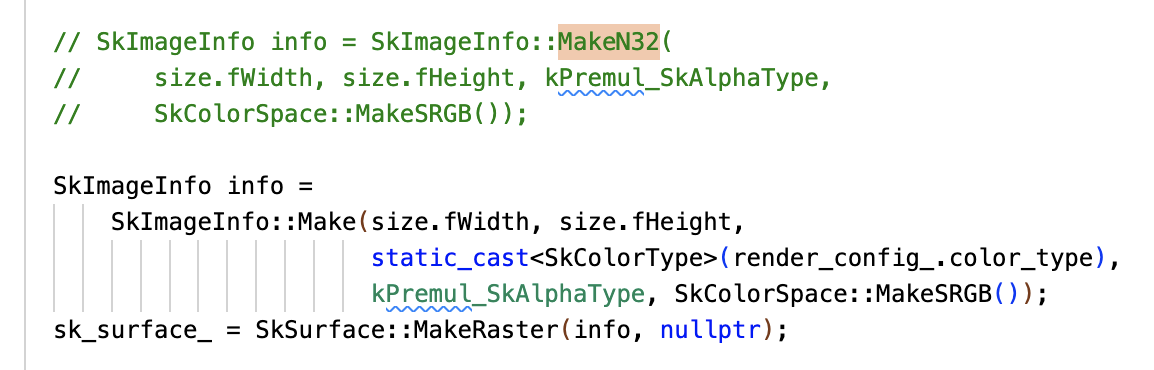 // SkImageInfo info = SkImageInfo::MakeN32(
//     size.fWidth, size.fHeight, kPremul_SkAlphaType,
//     SkColorSpace::MakeSRGB());
SkImageInfo info =
    SkImageInfo::Make(size.fWidth, size.fHeight,
                      static_cast<SkColorType>(render_config_.color_type),
                      kPremul_SkAlphaType, SkColorSpace::MakeSRGB());
sk_surface_ = SkSurface::MakeRaster(info, nullptr);